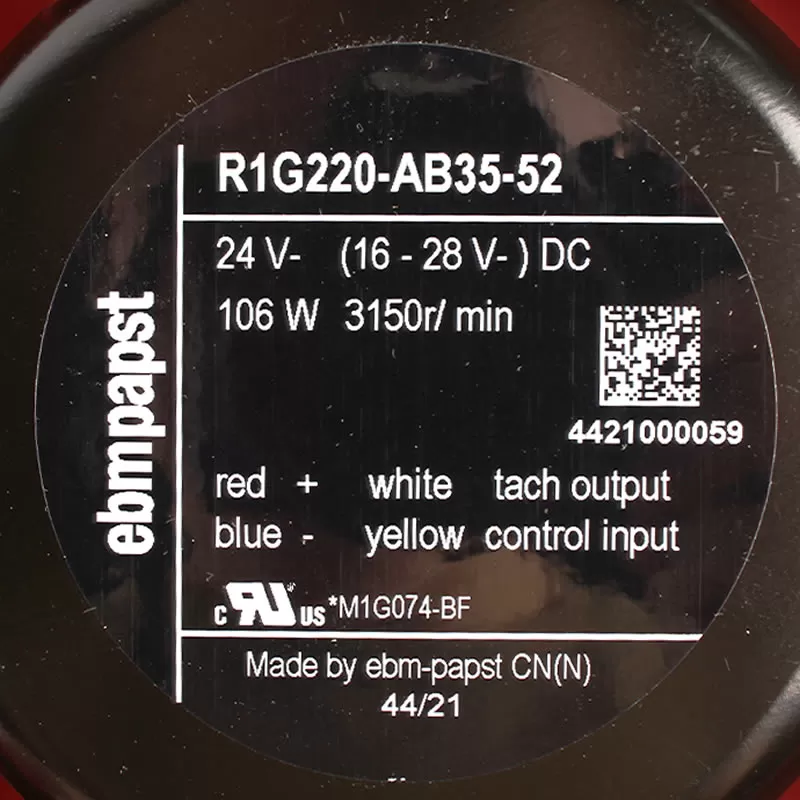 R1G220-AB35-52
24 V- (16 - 28 V- ) DC
106 W 3150r/ min
4421000059
red + white tach output
blue - yellow control input
c RU US *M1G074-BF
Made by ebm-papst CN(N)
44/21
ebmpapst